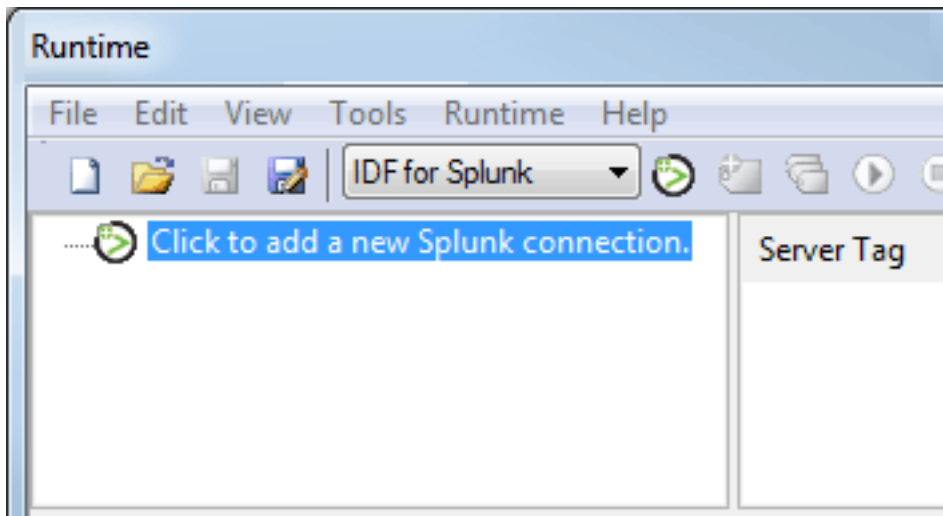 Runtime
File Edit View Tools Runtime Help
IDF for Splunk
Click to add a new Splunk connection.
Server Tag